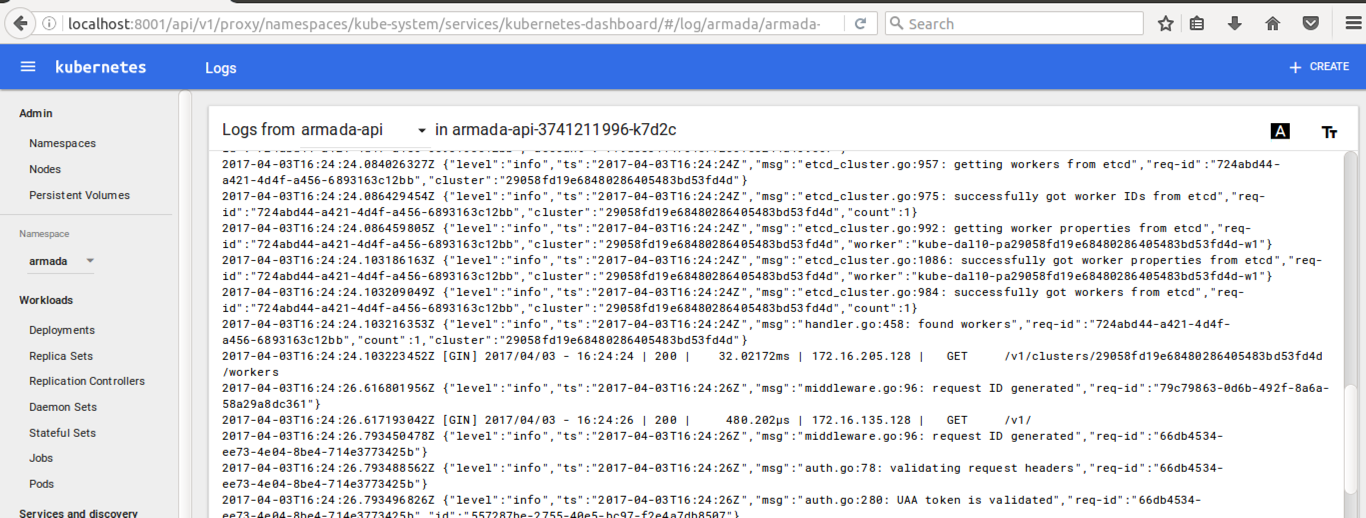 localhost:8001/api/v1/proxy/namespaces/kube-system/services/kubernetes-dashboard/#/log/armada/armada-
Search
kubernetes
Logs
+ CREATE
Admin
Namespaces
Nodes
Persistent Volumes
Namespace
armada
Workloads
Deployments
Replica Sets
Replication Controllers
Daemon Sets
Stateful Sets
Jobs
Pods
Services and discovery
Logs from armada-api in armada-api-3741211996-k7d2c
A
TT
2017-04-03T16:24:24.084026327Z {"level":"info","ts":"2017-04-03T16:24:24Z","msg":"etcd_cluster.go:957: getting workers from etcd","req-id":"724abd44-
a421-4d4f-a456-6893163c12bb","cluster":"29058fd19e68480286405483bd53fd4d"}
2017-04-03T16:24:24.086429454Z {"level":"info","ts":"2017-04-03T16:24:24Z","msg":"etcd_cluster.go:975: successfully got worker IDs from etcd","req-
id":"724abd44-a421-4d4f-a456-6893163c12bb","cluster":"29058fd19e68480286405483bd53fd4d","count":1}
2017-04-03T16:24:24.086459805Z {"level":"info","ts":"2017-04-03T16:24:24Z","msg":"etcd_cluster.go:992: getting worker properties from etcd","req-
id":"724abd44-a421-4d4f-a456-6893163c12bb","cluster":"29058fd19e68480286405483bd53fd4d","worker":"kube-dal10-pa29058fd19e68480286405483bd53fd4d-w1"}
2017-04-03T16:24:24.103186163Z {"level":"info","ts":"2017-04-03T16:24:24Z","msg":"etcd_cluster.go:1086: successfully got worker properties from etcd","req-
id":"724abd44-a421-4d4f-a456-6893163c12bb","cluster":"29058fd19e68480286405483bd53fd4d","worker":"kube-dal10-pa29058fd19e68480286405483bd53fd4d-w1"}
2017-04-03T16:24:24.103209049Z {"level":"info","ts":"2017-04-03T16:24:24Z","msg":"etcd_cluster.go:984: successfully got workers from etcd","req-
id":"724abd44-a421-4d4f-a456-6893163c12bb","cluster":"29058fd19e68480286405483bd53fd4d","count":1}
2017-04-03T16:24:24.103216353Z {"level":"info","ts":"2017-04-03T16:24:24Z","msg":"handler.go:458: found workers","req-id":"724abd44-a421-4d4f-
a456-6893163c12bb","count":1,"cluster":"29058fd19e68480286405483bd53fd4d"}
2017-04-03T16:24:24.103223452Z [GIN] 2017/04/03 - 16:24:24 | 200 | 32.02172ms | 172.16.205.128 | GET /v1/clusters/29058fd19e68480286405483bd53fd4d
/workers
2017-04-03T16:24:26.616801956Z {"level":"info","ts":"2017-04-03T16:24:26Z","msg":"middleware.go:96: request ID generated","req-id":"79c79863-0d6b-492f-8a6a-
58a29a8dc361"}
2017-04-03T16:24:26.617193042Z [GIN] 2017/04/03 - 16:24:26 | 200 | 480.202µs | 172.16.135.128 | GET /v1/
2017-04-03T16:24:26.793450478Z {"level":"info","ts":"2017-04-03T16:24:26Z","msg":"middleware.go:96: request ID generated","req-id":"66db4534-
ee73-4e04-8be4-714e3773425b"}
2017-04-03T16:24:26.793488562Z {"level":"info","ts":"2017-04-03T16:24:26Z","msg":"auth.go:78: validating request headers","req-id":"66db4534-
ee73-4e04-8be4-714e3773425b"}
2017-04-03T16:24:26.793496826Z {"level":"info","ts":"2017-04-03T16:24:26Z","msg":"auth.go:280: UAA token is validated","req-id":"66db4534-
ee73-4e04-8be4-714e3773425b","id":"557287be-2755-40e5-bc97-f2e4a7db8507"}